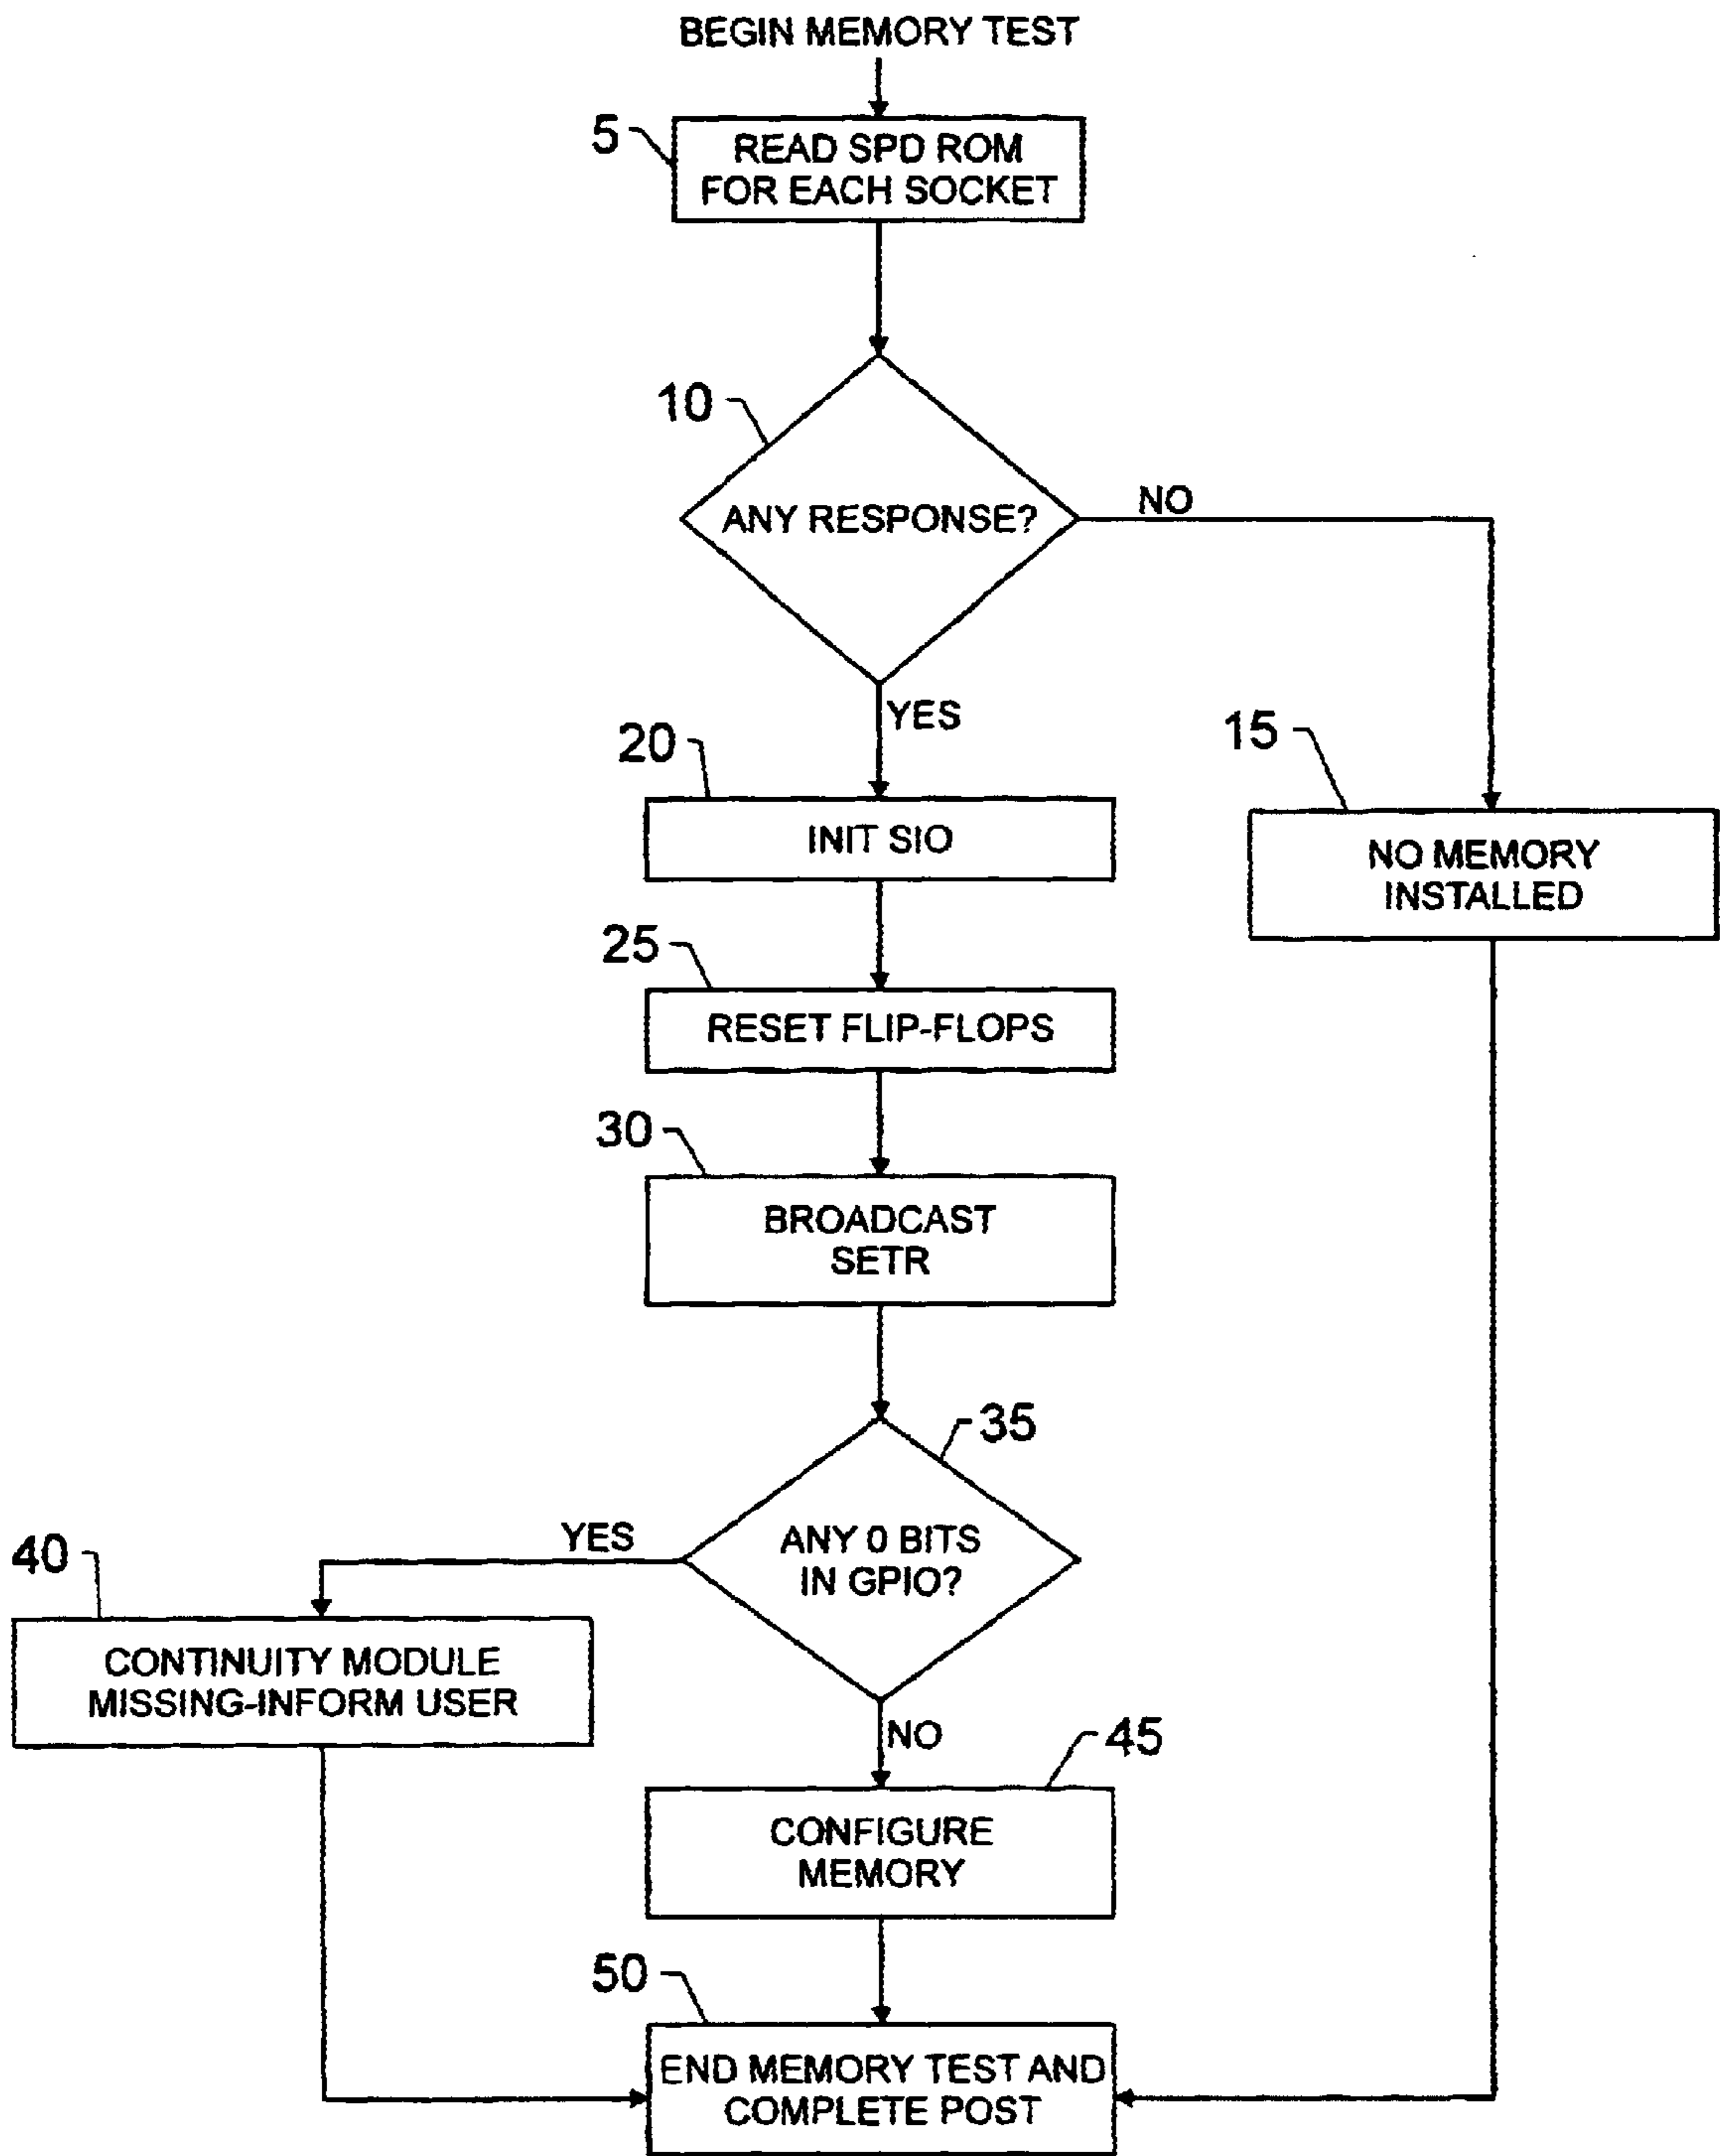 BEGIN MEMORY TEST
5
READ SPD ROM
FOR EACH SOCKET
10
ANY RESPONSE?
NO
YES
20
INIT SIO
15
NO MEMORY
INSTALLED
25
RESET FLIP-FLOPS
30
BROADCAST
SETR
35
ANY 0 BITS
IN GPIO?
YES
40
CONTINUITY MODULE
MISSING-INFORM USER
NO
45
CONFIGURE
MEMORY
50
END MEMORY TEST AND
COMPLETE POST